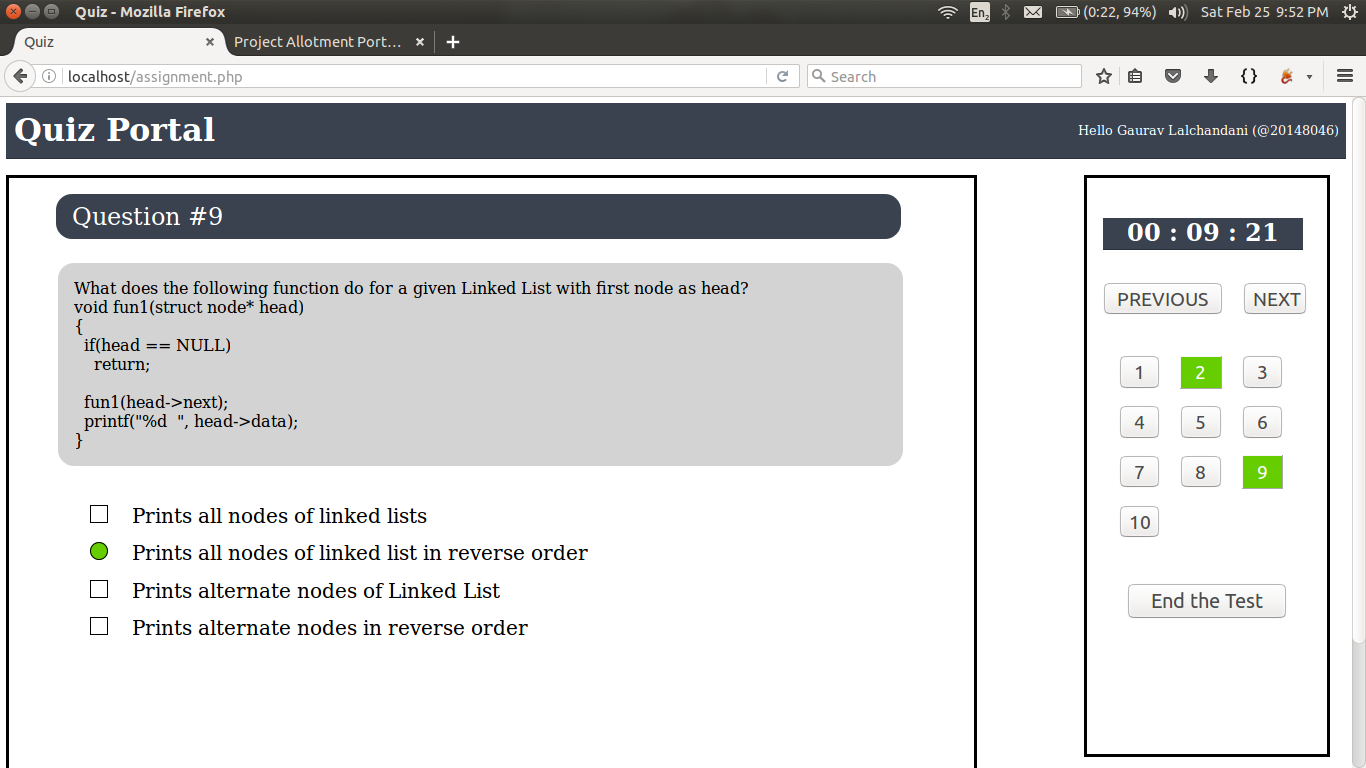 Quiz - Mozilla Firefox
En2 (0:22, 94%) Sat Feb 25 9:52 PM
Quiz × Project Allotment Port... × +
localhost/assignment.php Search {}
Quiz Portal
Hello Gaurav Lalchandani (@20148046)
Question #9
What does the following function do for a given Linked List with first node as head?
void fun1(struct node* head)
{
  if(head == NULL)
    return;
  fun1(head->next);
  printf("%d  ", head->data);
}
Prints all nodes of linked lists
Prints all nodes of linked list in reverse order
Prints alternate nodes of Linked List
Prints alternate nodes in reverse order
00 : 09 : 21
PREVIOUS NEXT
1 2 3
4 5 6
7 8 9
10
End the Test